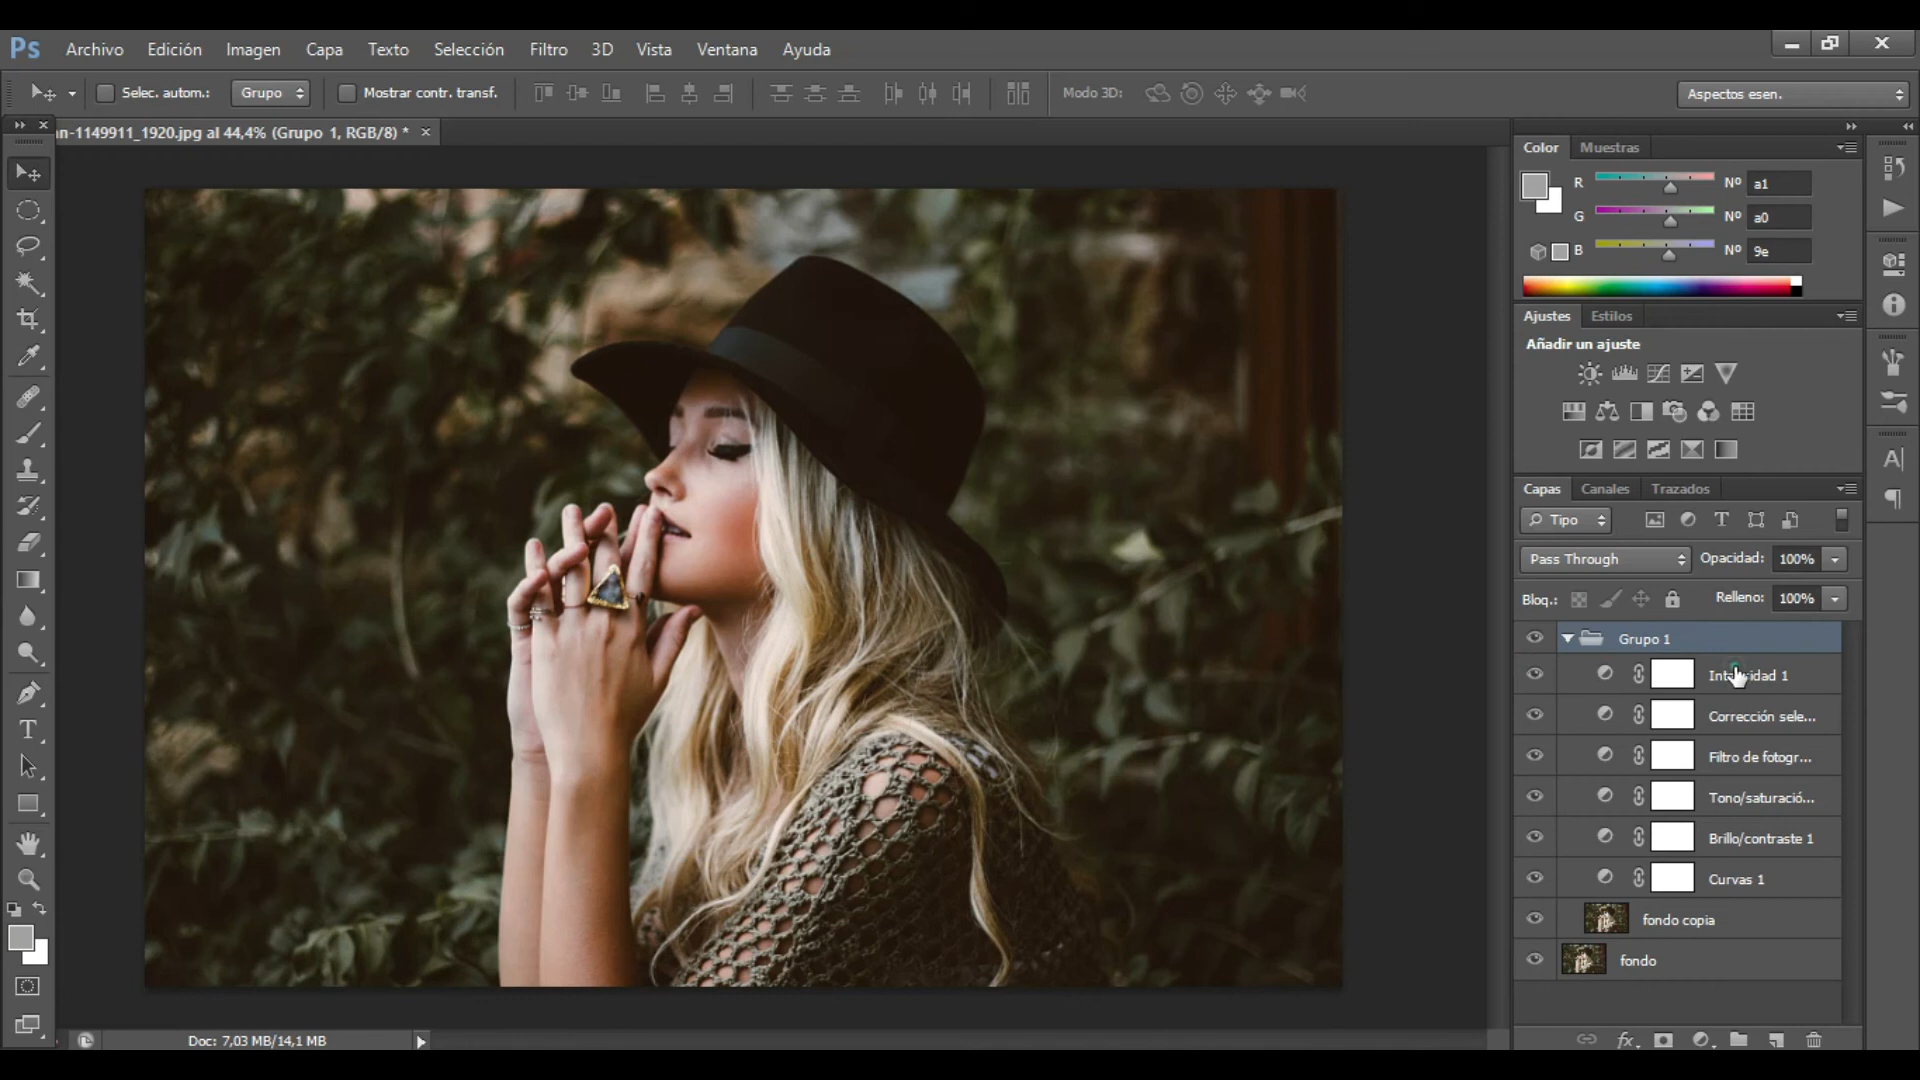 Ps Archivo Edición Imagen Capa Texto Selección Filtro 3D Vista Ventana Ayuda
Selec. autom.: Grupo Mostrar contr. transf. Modo 3D: Aspectos esen.
an-1149911_1920.jpg al 44,4% (Grupo 1, RGB/8) *
Color Muestras
R Nº a1
G Nº a0
B Nº 9e
Ajustes Estilos
Añadir un ajuste
Capas Canales Trazados
Tipo
Pass Through Opacidad: 100%
Bloq.: Relleno: 100%
Grupo 1
1
Corrección sele...
Filtro de fotogr...
Tono/saturació...
Brillo/contraste 1
Curvas 1
fondo copia
fondo
Doc: 7,03 MB/14,1 MB